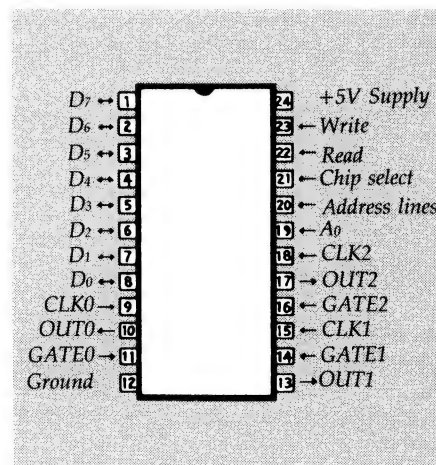 D7 ↔ 1
D6 ↔ 2
D5 ↔ 3
D4 ↔ 4
D3 ↔ 5
D2 ↔ 6
D1 ↔ 7
D0 ↔ 8
CLK0 → 9
OUT0 ← 10
GATE0 → 11
Ground 12
24 +5V Supply
23 ← Write
22 ← Read
21 ← Chip select
20 ← Address lines
19 ← A0
18 ← CLK2
17 → OUT2
16 ← GATE2
15 ← CLK1
14 ← GATE1
13 → OUT1